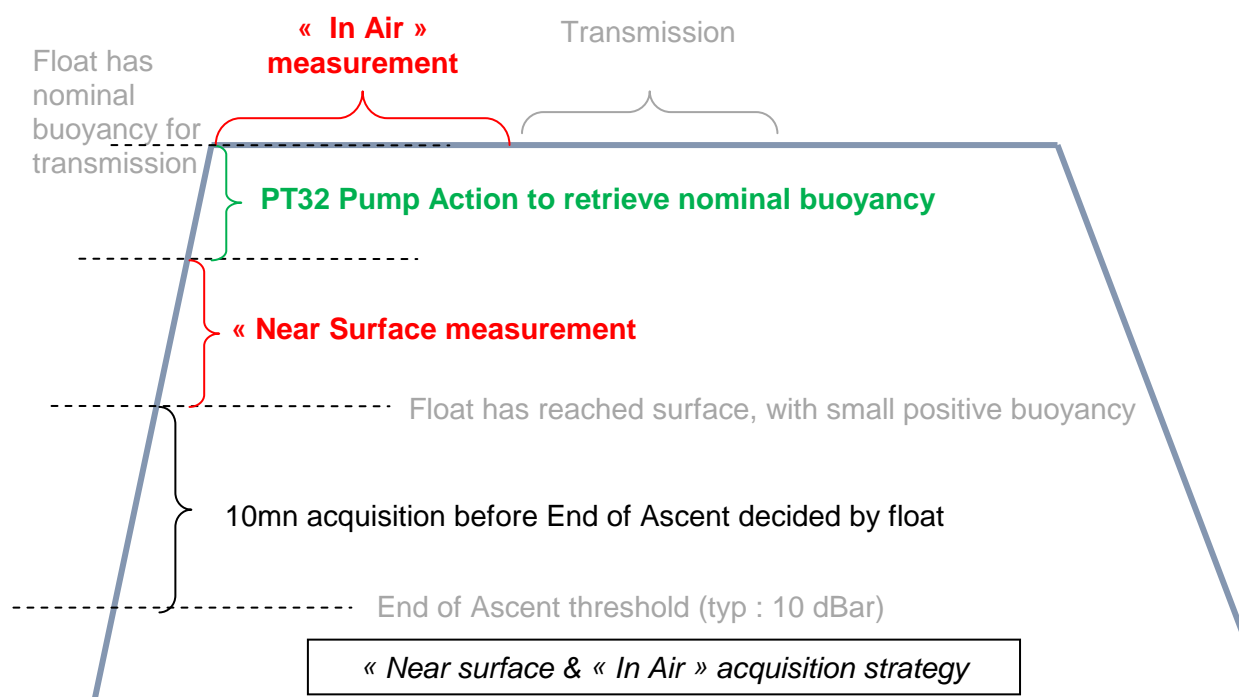 « In Air »
measurement
Transmission
Float has
nominal
buoyancy for
transmission
PT32 Pump Action to retrieve nominal buoyancy
« Near Surface measurement
Float has reached surface, with small positive buoyancy
10mn acquisition before End of Ascent decided by float
End of Ascent threshold (typ : 10 dBar)
« Near surface & « In Air » acquisition strategy